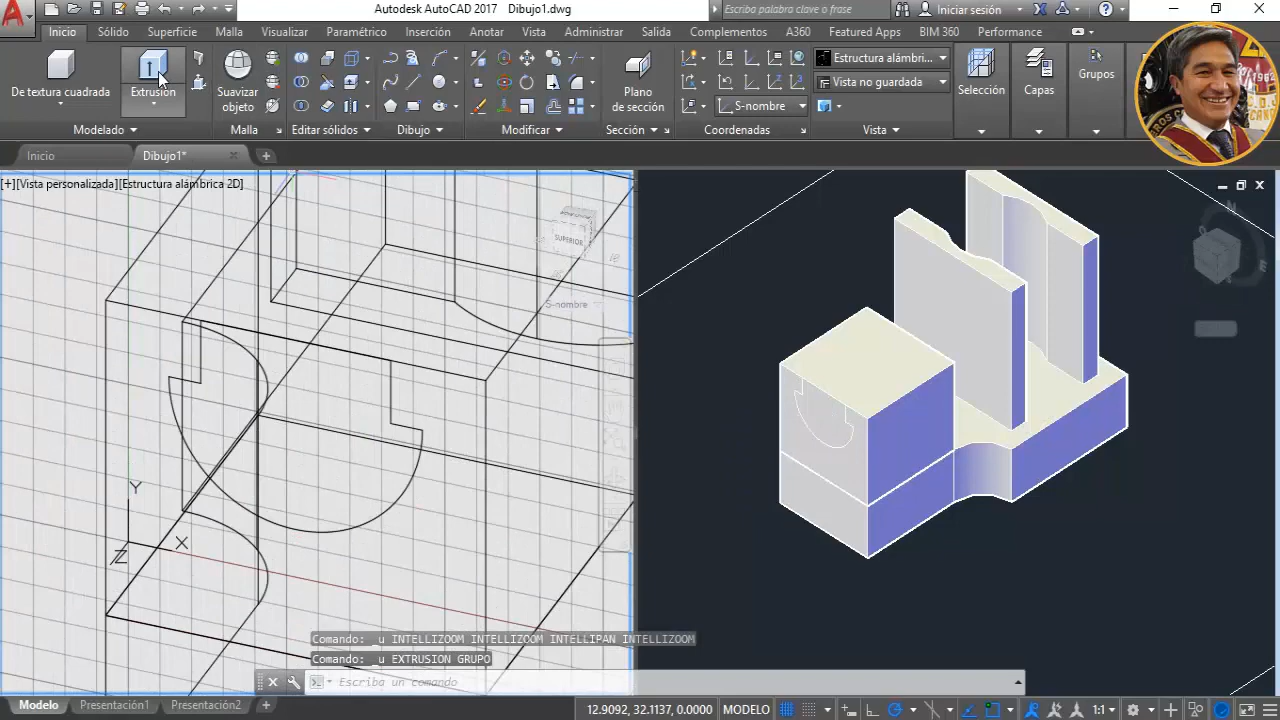 Autodesk AutoCAD 2017 Dibujo1.dwg
Escriba palabra clave o frase
Iniciar sesión
Inicio Sólido Superficie Malla Visualizar Paramétrico Inserción Anotar Vista Administrar Salida Complementos A360 Featured Apps BIM 360 Performance
De textura cuadrada
Extrusión
Suavizar
objeto
Plano
de sección
Estructura alámbri...
Vista no guardada
S-nombre
Selección
Capas
Grupos
Modelado
Malla
Editar sólidos
Dibujo
Modificar
Sección
Coordenadas
Vista
Inicio
Dibujo1*
[+][Vista personalizada][Estructura alámbrica 2D]
SUPERIOR
S-nombre
N
E
Y
X
Z
Comando: _u INTELLIZOOM INTELLIZOOM INTELLIPAN INTELLIZOOM
Comando: _u EXTRUSION GRUPO
Escriba un comando
Modelo Presentación1 Presentación2
12.9092, 32.1137, 0.0000 MODELO
1:1